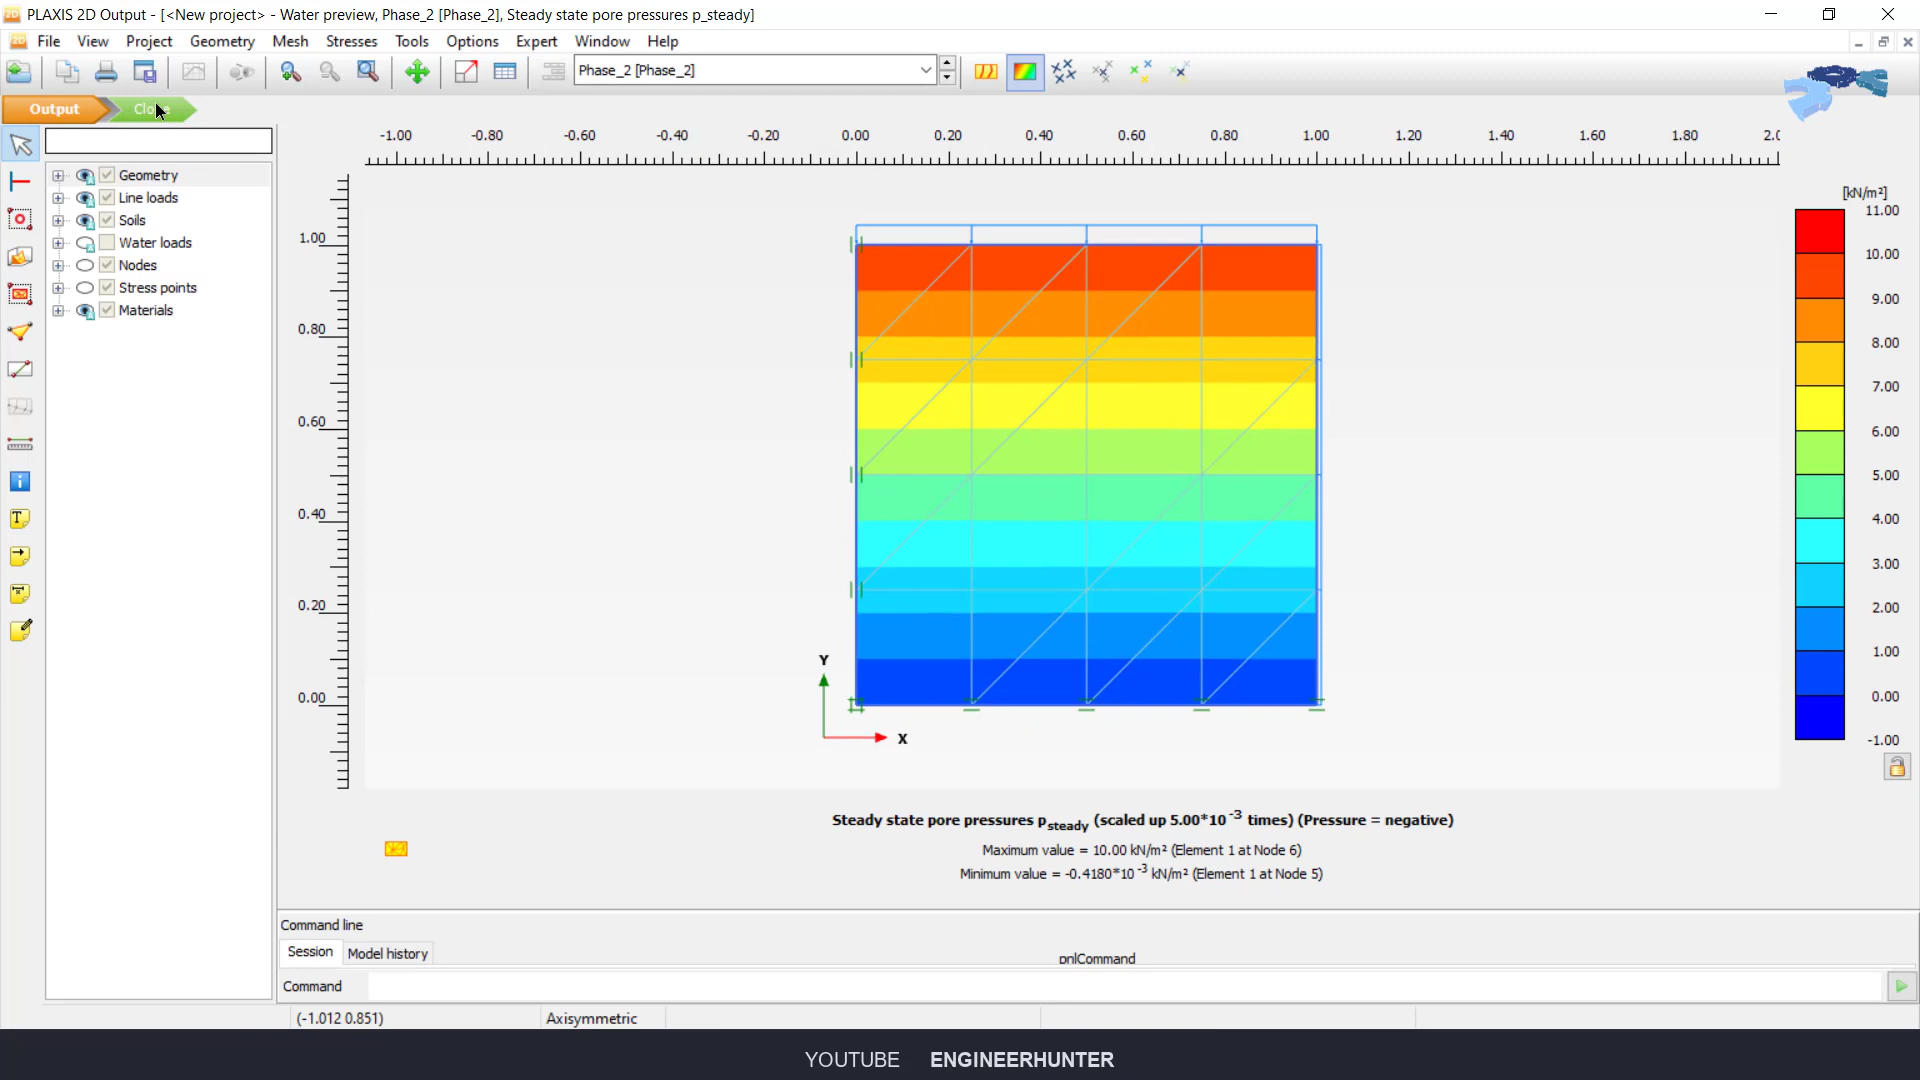 PLAXIS 2D Output - [<New project> - Water preview, Phase_2 [Phase_2], Steady state pore pressures p_steady]
File View Project Geometry Mesh Stresses Tools Options Expert Window Help
Phase_2 [Phase_2]
Output
-1.00 -0.80 -0.60 -0.40 -0.20 0.00 0.20 0.40 0.60 0.80 1.00 1.20 1.40 1.60 1.80
Geometry
Line loads
Soils
Water loads
Nodes
Stress points
Materials
1.00
0.80
0.60
0.40
0.20
0.00
Y
X
[kN/m²]
11.00
10.00
9.00
8.00
7.00
6.00
5.00
4.00
3.00
2.00
1.00
0.00
-1.00
Steady state pore pressures psteady (scaled up 5.00*10 -3 times) (Pressure = negative)
Maximum value = 10.00 kN/m² (Element 1 at Node 6)
Minimum value = -0.4180*10 -3 kN/m² (Element 1 at Node 5)
Command line
Session Model history
pnlCommand
Command
(-1.012 0.851)
Axisymmetric
YOUTUBE ENGINEERHUNTER